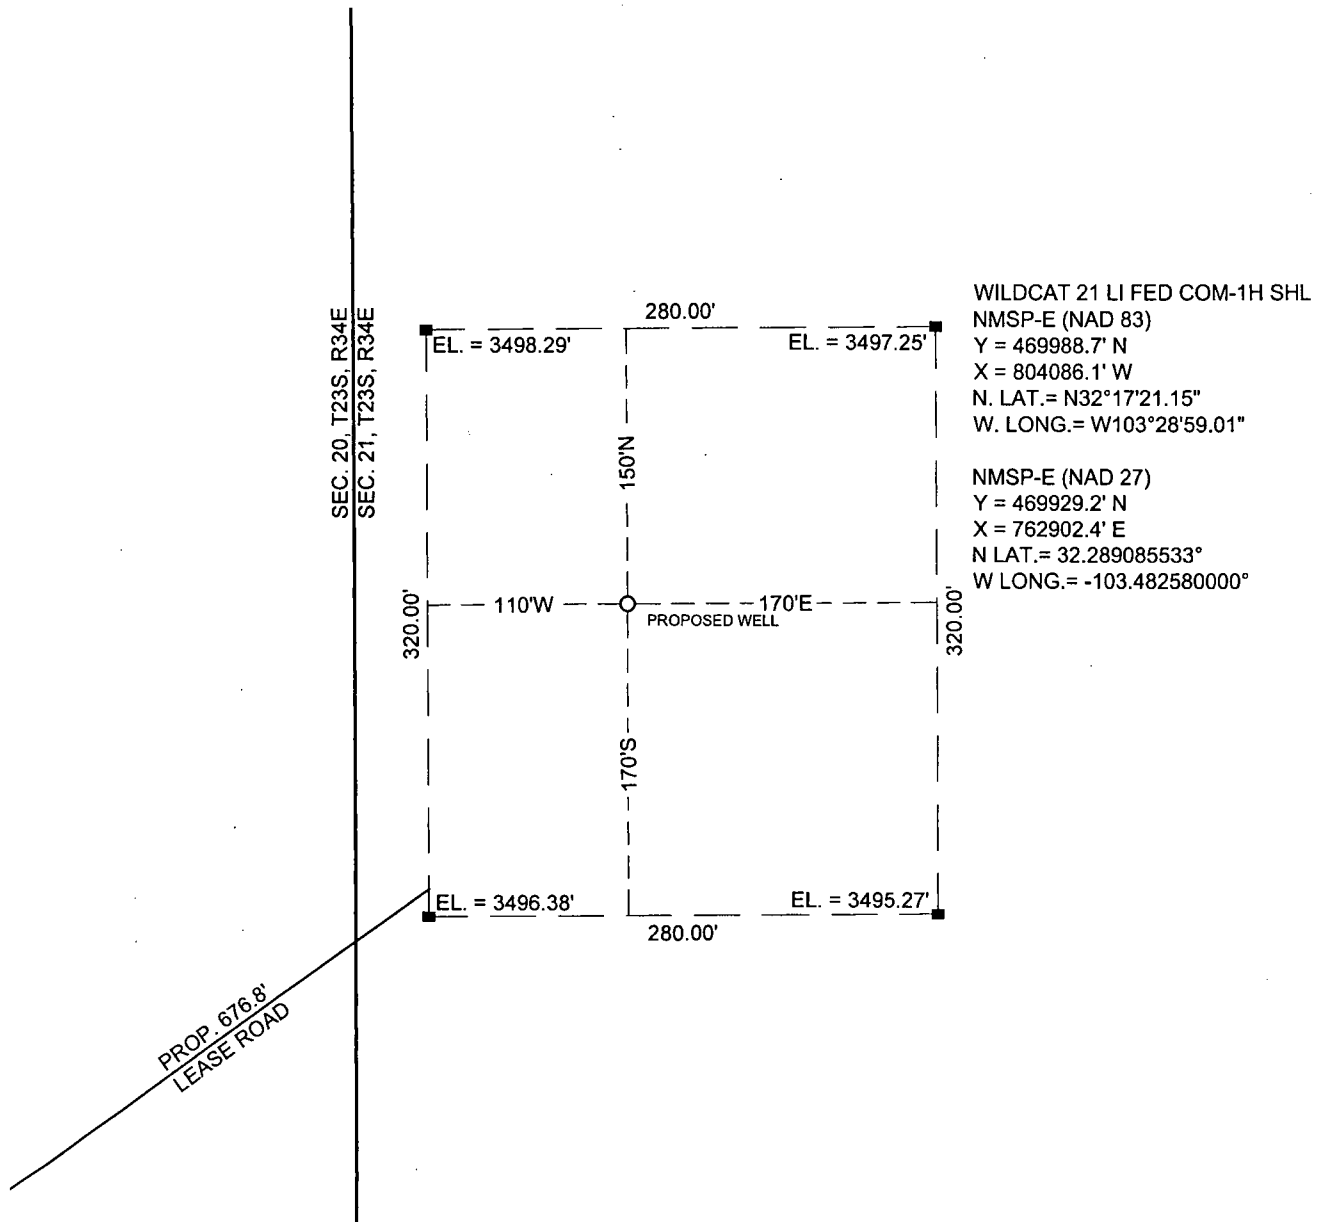 280.00'
EL. = 3498.29'
EL. = 3497.25'
WILDCAT 21 LI FED COM-1H SHL
NMSP-E (NAD 83)
Y = 469988.7' N
X = 804086.1' W
N. LAT.= N32°17'21.15"
W. LONG.= W103°28'59.01"
NMSP-E (NAD 27)
Y = 469929.2' N
X = 762902.4' E
N LAT.= 32.289085533°
W LONG.= -103.482580000°
SEC. 20, T23S, R34E
SEC. 21, T23S, R34E
150'N
110'W
170'E
PROPOSED WELL
320.00'
320.00'
170'S
EL. = 3496.38'
EL. = 3495.27'
280.00'
PROP. 676.8'
LEASE ROAD